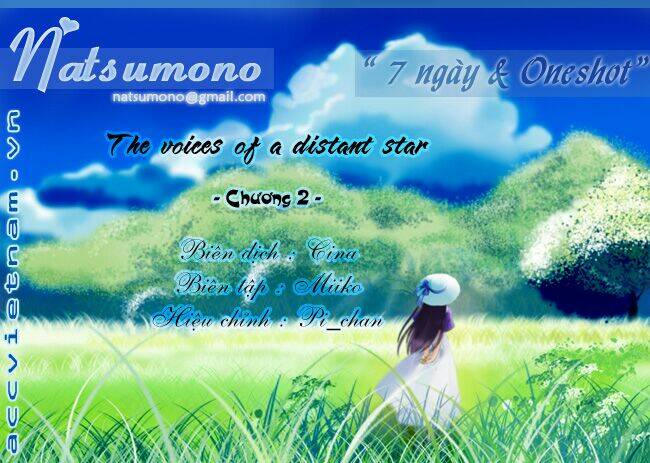 Natsumono
natsumono@gmail.com
" 7 ngày & Oneshot"
The voices of a distant star
- Chương 2 -
Biên dịch : Cina
Biên tập : Miiko
Hiệu chỉnh : Pi_chan
accvietnam.vn